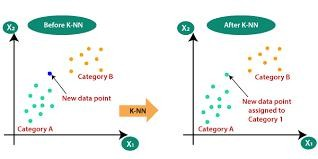 Before K-NN
X₂
Category B
New data point
Category A
X₁
K-NN
After K-NN
X₂
Category B
New data point
assigned to
Category 1
Category A
X₁